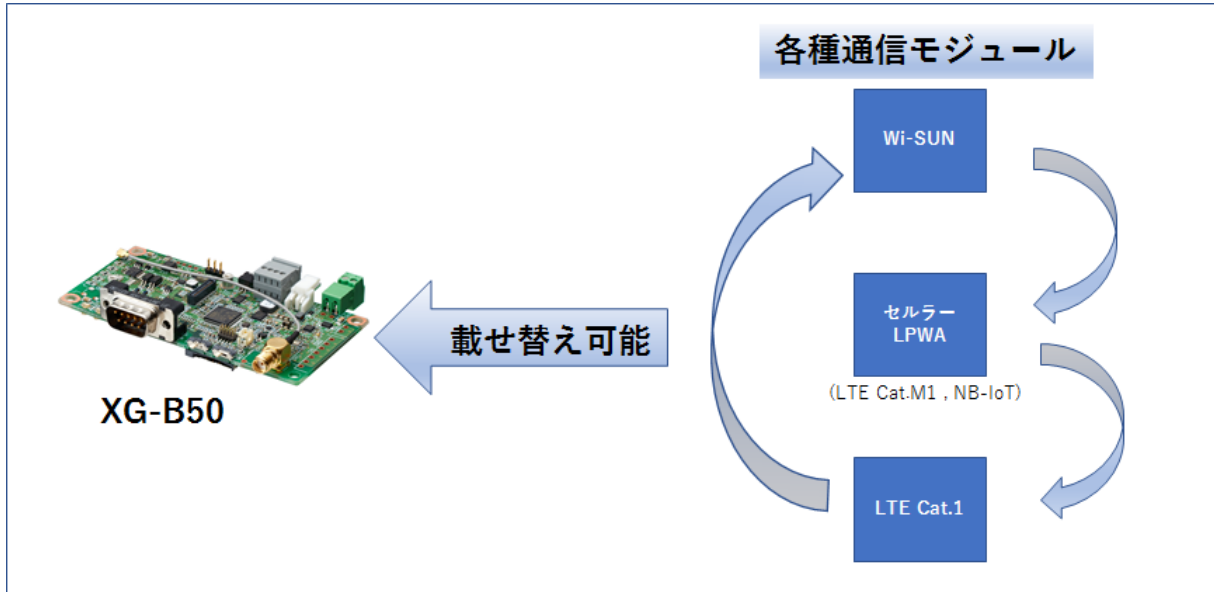 各種通信モジュール
Wi-SUN
セルラー
LPWA
(LTE Cat.M1 , NB-IoT)
LTE Cat.1
載せ替え可能
XG-B50